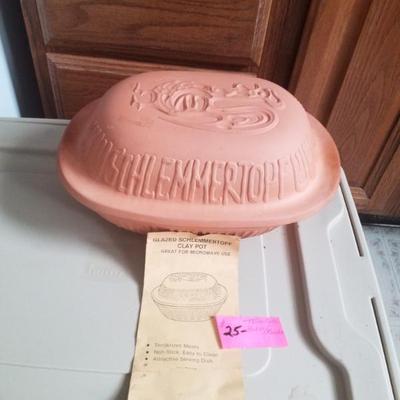 SCHLEMMERTOPF
GLAZED SCHLEMMERTOPF
CLAY POT
GREAT FOR MICROWAVE USE
• Tenderizes Meats
• Non-Stick, Easy to Clean
• Attractive Serving Dish
25-